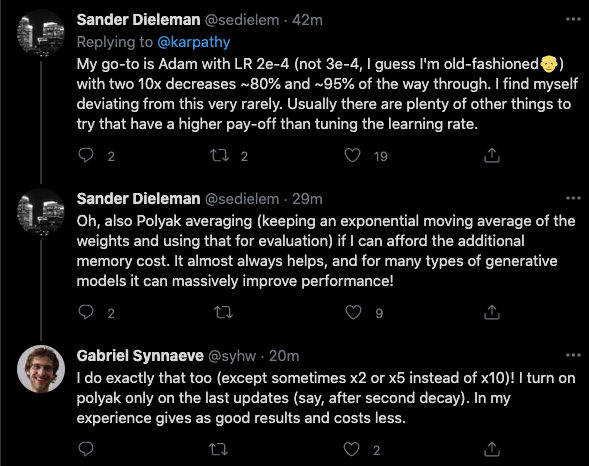 Sander Dieleman @sedielem · 42m
Replying to @karpathy
My go-to is Adam with LR 2e-4 (not 3e-4, I guess I'm old-fashioned👴)
with two 10x decreases ~80% and ~95% of the way through. I find myself
deviating from this very rarely. Usually there are plenty of other things to
try that have a higher pay-off than tuning the learning rate.
2 2 19
Sander Dieleman @sedielem · 29m
Oh, also Polyak averaging (keeping an exponential moving average of the
weights and using that for evaluation) if I can afford the additional
memory cost. It almost always helps, and for many types of generative
models it can massively improve performance!
2 9
Gabriel Synnaeve @syhw · 20m
I do exactly that too (except sometimes x2 or x5 instead of x10)! I turn on
polyak only on the last updates (say, after second decay). In my
experience gives as good results and costs less.
2